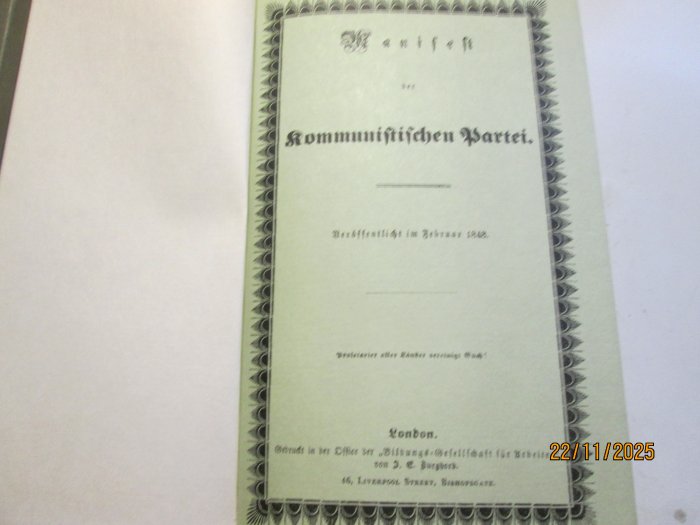 Manifest
der
Kommunistischen Partei.
Veröffentlicht im Februar 1848.
Proletarier aller Länder vereinigt Euch!
London.
Gedruckt in der Office der „Bildungs-Gesellschaft für Arbeiter
von J. E. Burghard.
46, LIVERPOOL STREET, BISHOPSGATE.
22/11/2025